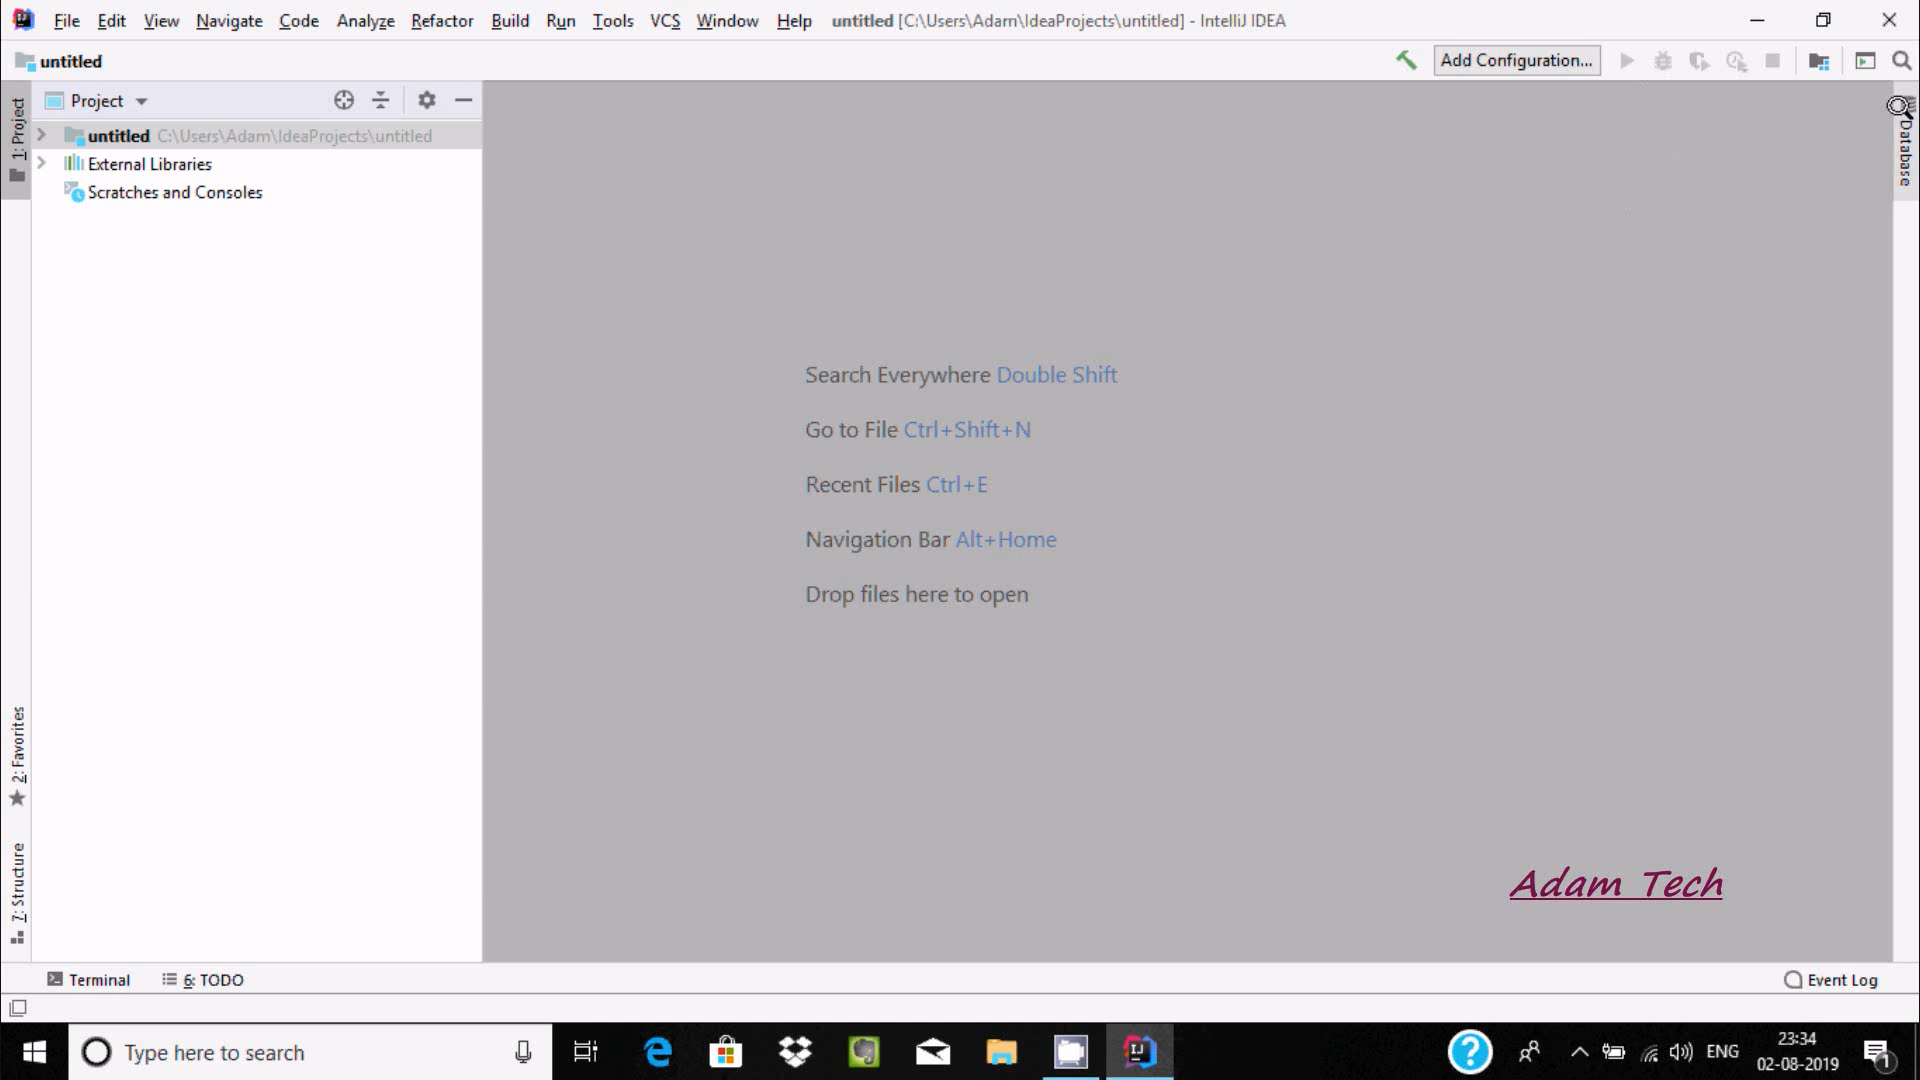 File Edit View Navigate Code Analyze Refactor Build Run Tools VCS Window Help untitled [C:\Users\Adam\IdeaProjects\untitled] - IntelliJ IDEA
untitled
Add Configuration...
Project
1: Project
untitled C:\Users\Adam\IdeaProjects\untitled
External Libraries
Scratches and Consoles
Database
Search Everywhere Double Shift
Go to File Ctrl+Shift+N
Recent Files Ctrl+E
Navigation Bar Alt+Home
Drop files here to open
2: Favorites
7: Structure
Adam Tech
Terminal
6: TODO
Event Log
Type here to search
ENG
23:34
02-08-2019
1